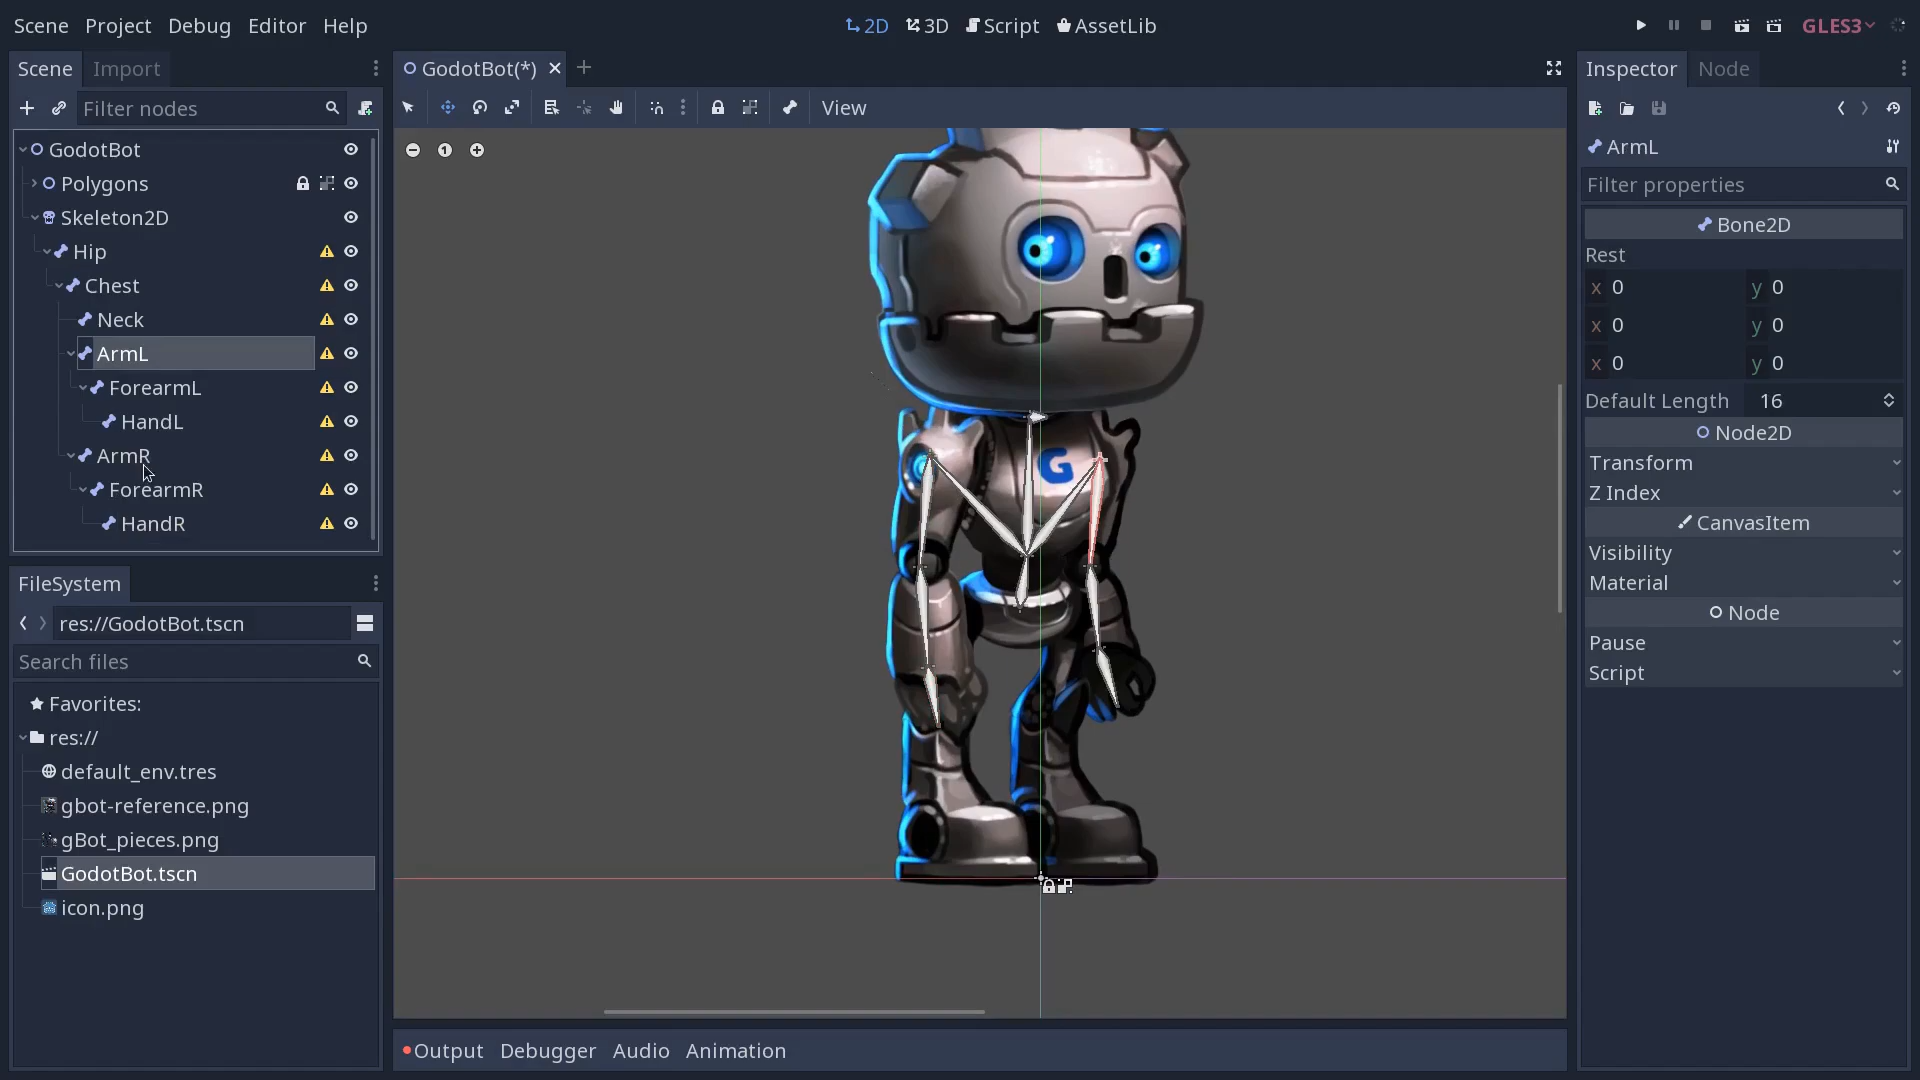 Scene Project Debug Editor Help
2D 3D Script AssetLib
GLES3
Scene Import
Filter nodes
GodotBot
Polygons
Skeleton2D
Hip
Chest
Neck
ArmL
ForearmL
HandL
ArmR
ForearmR
HandR
FileSystem
res://GodotBot.tscn
Search files
Favorites:
res://
default_env.tres
gbot-reference.png
gBot_pieces.png
GodotBot.tscn
icon.png
GodotBot(*)
View
1
G
Output Debugger Audio Animation
Inspector Node
ArmL
Filter properties
Bone2D
Rest
x 0 y 0
x 0 y 0
x 0 y 0
Default Length 16
Node2D
Transform
Z Index
CanvasItem
Visibility
Material
Node
Pause
Script